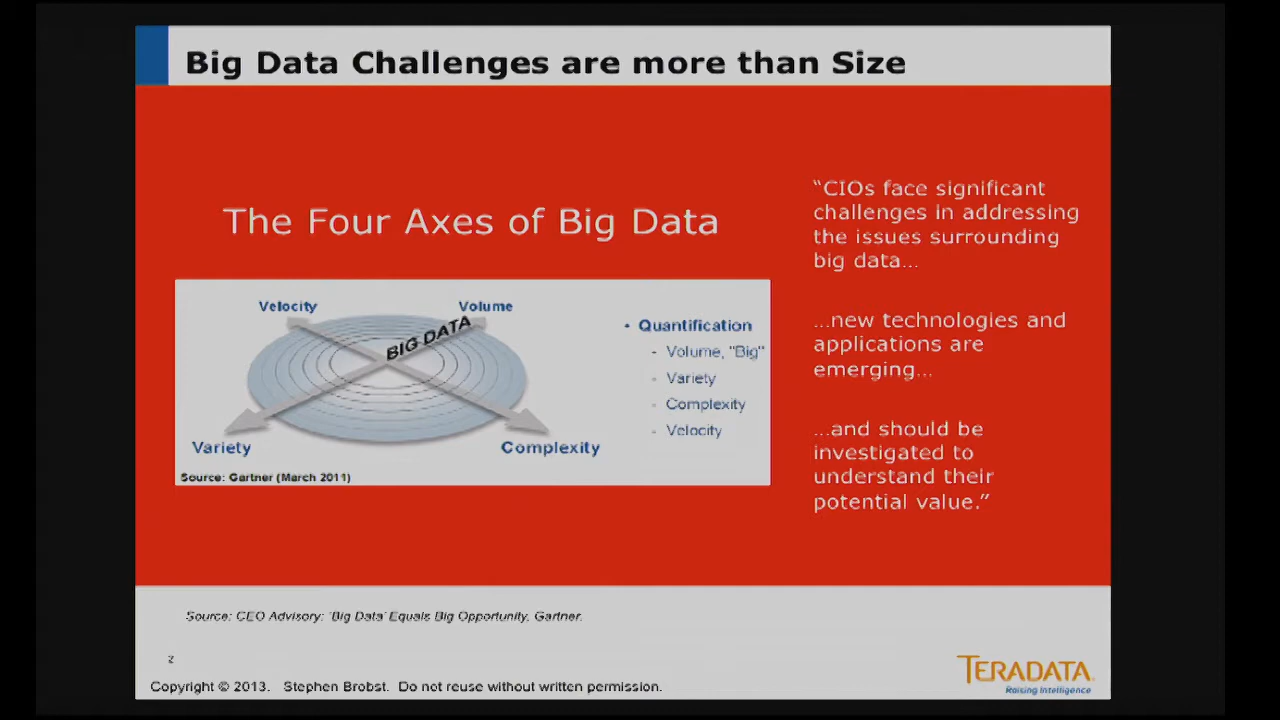 Big Data Challenges are more than Size
The Four Axes of Big Data
Velocity
Volume
BIG DATA
Variety
Complexity
Source: Gartner (March 2011)
• Quantification
- Volume, "Big"
- Variety
- Complexity
- Velocity
“CIOs face significant
challenges in addressing
the issues surrounding
big data…
…new technologies and
applications are
emerging…
…and should be
investigated to
understand their
potential value.”
Source: CEO Advisory: ‘Big Data’ Equals Big Opportunity, Gartner.
2
Copyright © 2013. Stephen Brobst. Do not reuse without written permission.
TERADATA
Raising Intelligence